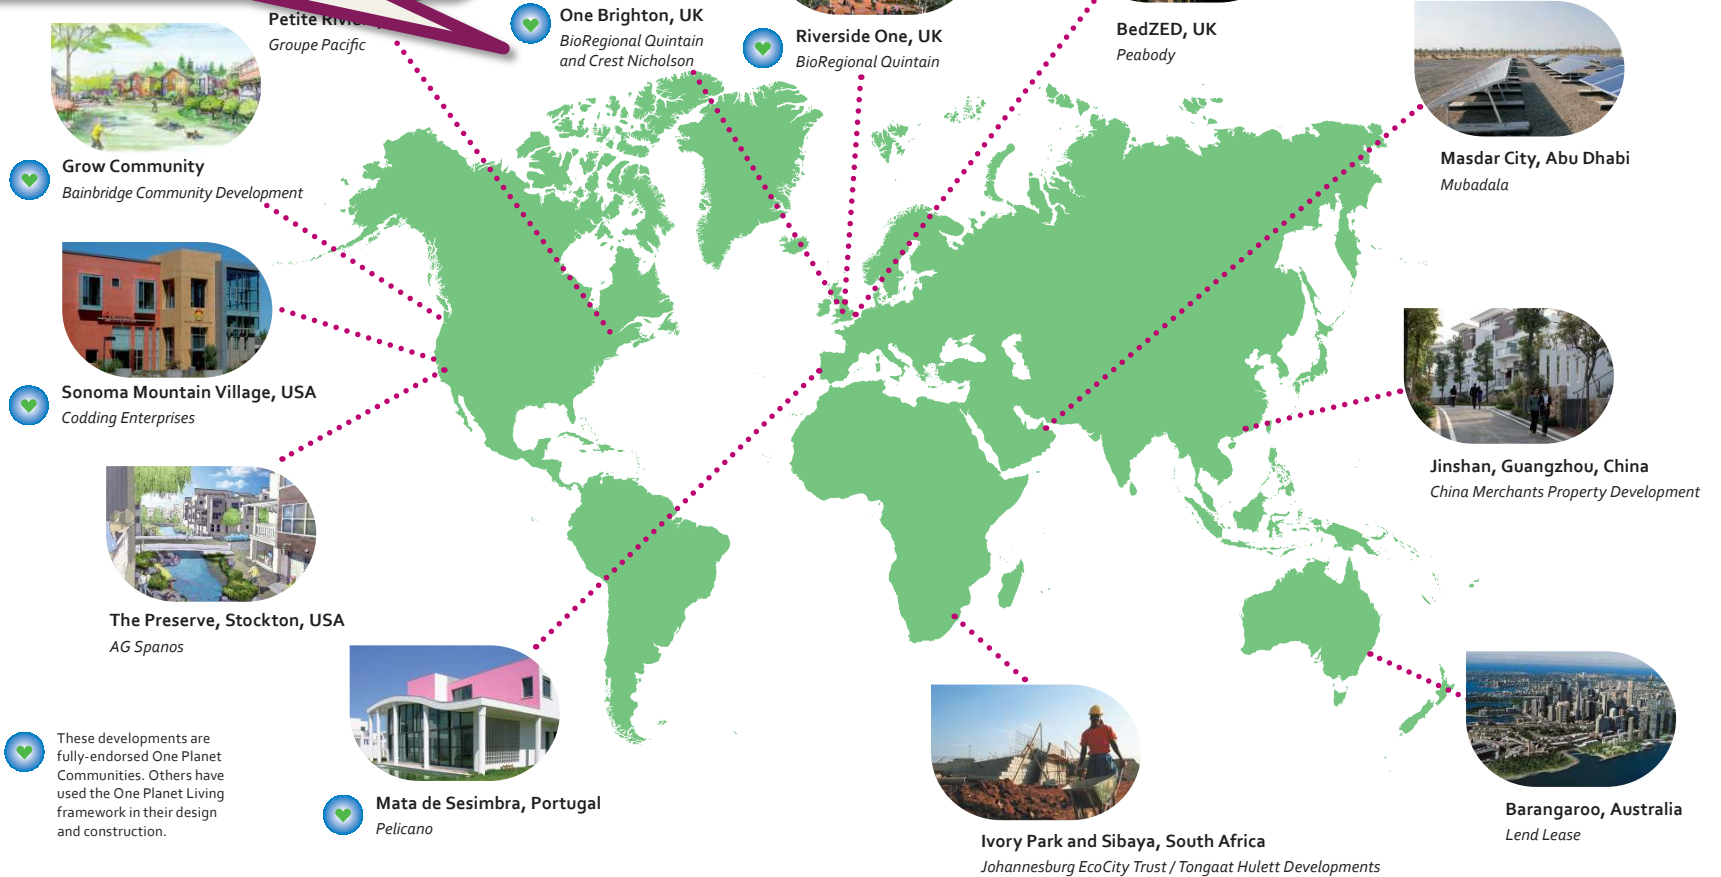 Petite
Groupe Pacific
One Brighton, UK
BioRegional Quintain
and Crest Nicholson
Riverside One, UK
BioRegional Quintain
BedZED, UK
Peabody
Masdar City, Abu Dhabi
Mubadala
Grow Community
Bainbridge Community Development
Sonoma Mountain Village, USA
Codding Enterprises
Jinshan, Guangzhou, China
China Merchants Property Development
The Preserve, Stockton, USA
AG Spanos
These developments are
fully-endorsed One Planet
Communities. Others have
used the One Planet Living
framework in their design
and construction.
Mata de Sesimbra, Portugal
Pelicano
Ivory Park and Sibaya, South Africa
Johannesburg EcoCity Trust / Tongaat Hulett Developments
Barangaroo, Australia
Lend Lease